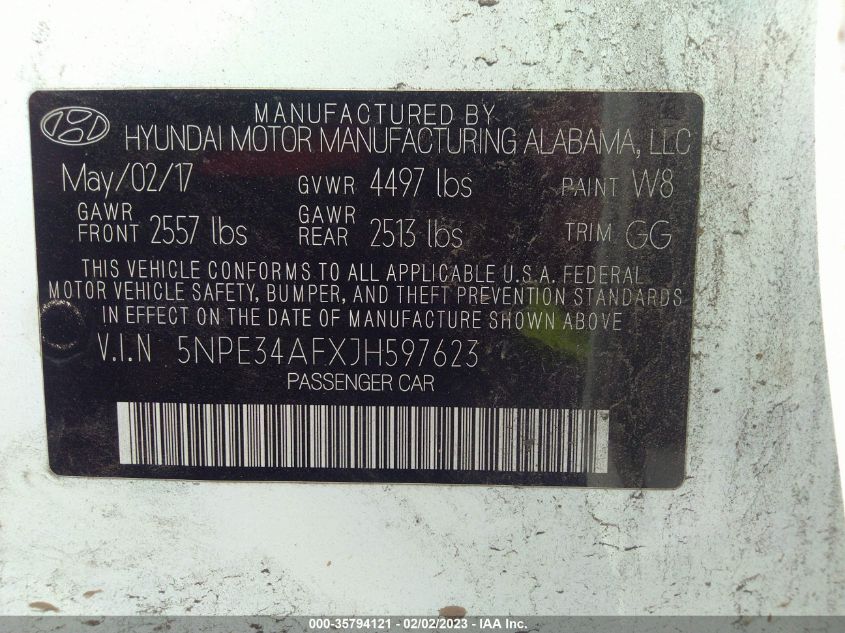 MANUFACTURED BY
HYUNDAI MOTOR MANUFACTURING ALABAMA, LLC
May/02/17 GVWR 4497 lbs PAINT W8
GAWR FRONT 2557 lbs GAWR REAR 2513 lbs TRIM GG
THIS VEHICLE CONFORMS TO ALL APPLICABLE U.S.A. FEDERAL
MOTOR VEHICLE SAFETY, BUMPER, AND THEFT PREVENTION STANDARDS
IN EFFECT ON THE DATE OF MANUFACTURE SHOWN ABOVE
V.I.N 5NPE34AFXJH597623
PASSENGER CAR
000-35794121 - 02/02/2023 - IAA Inc.